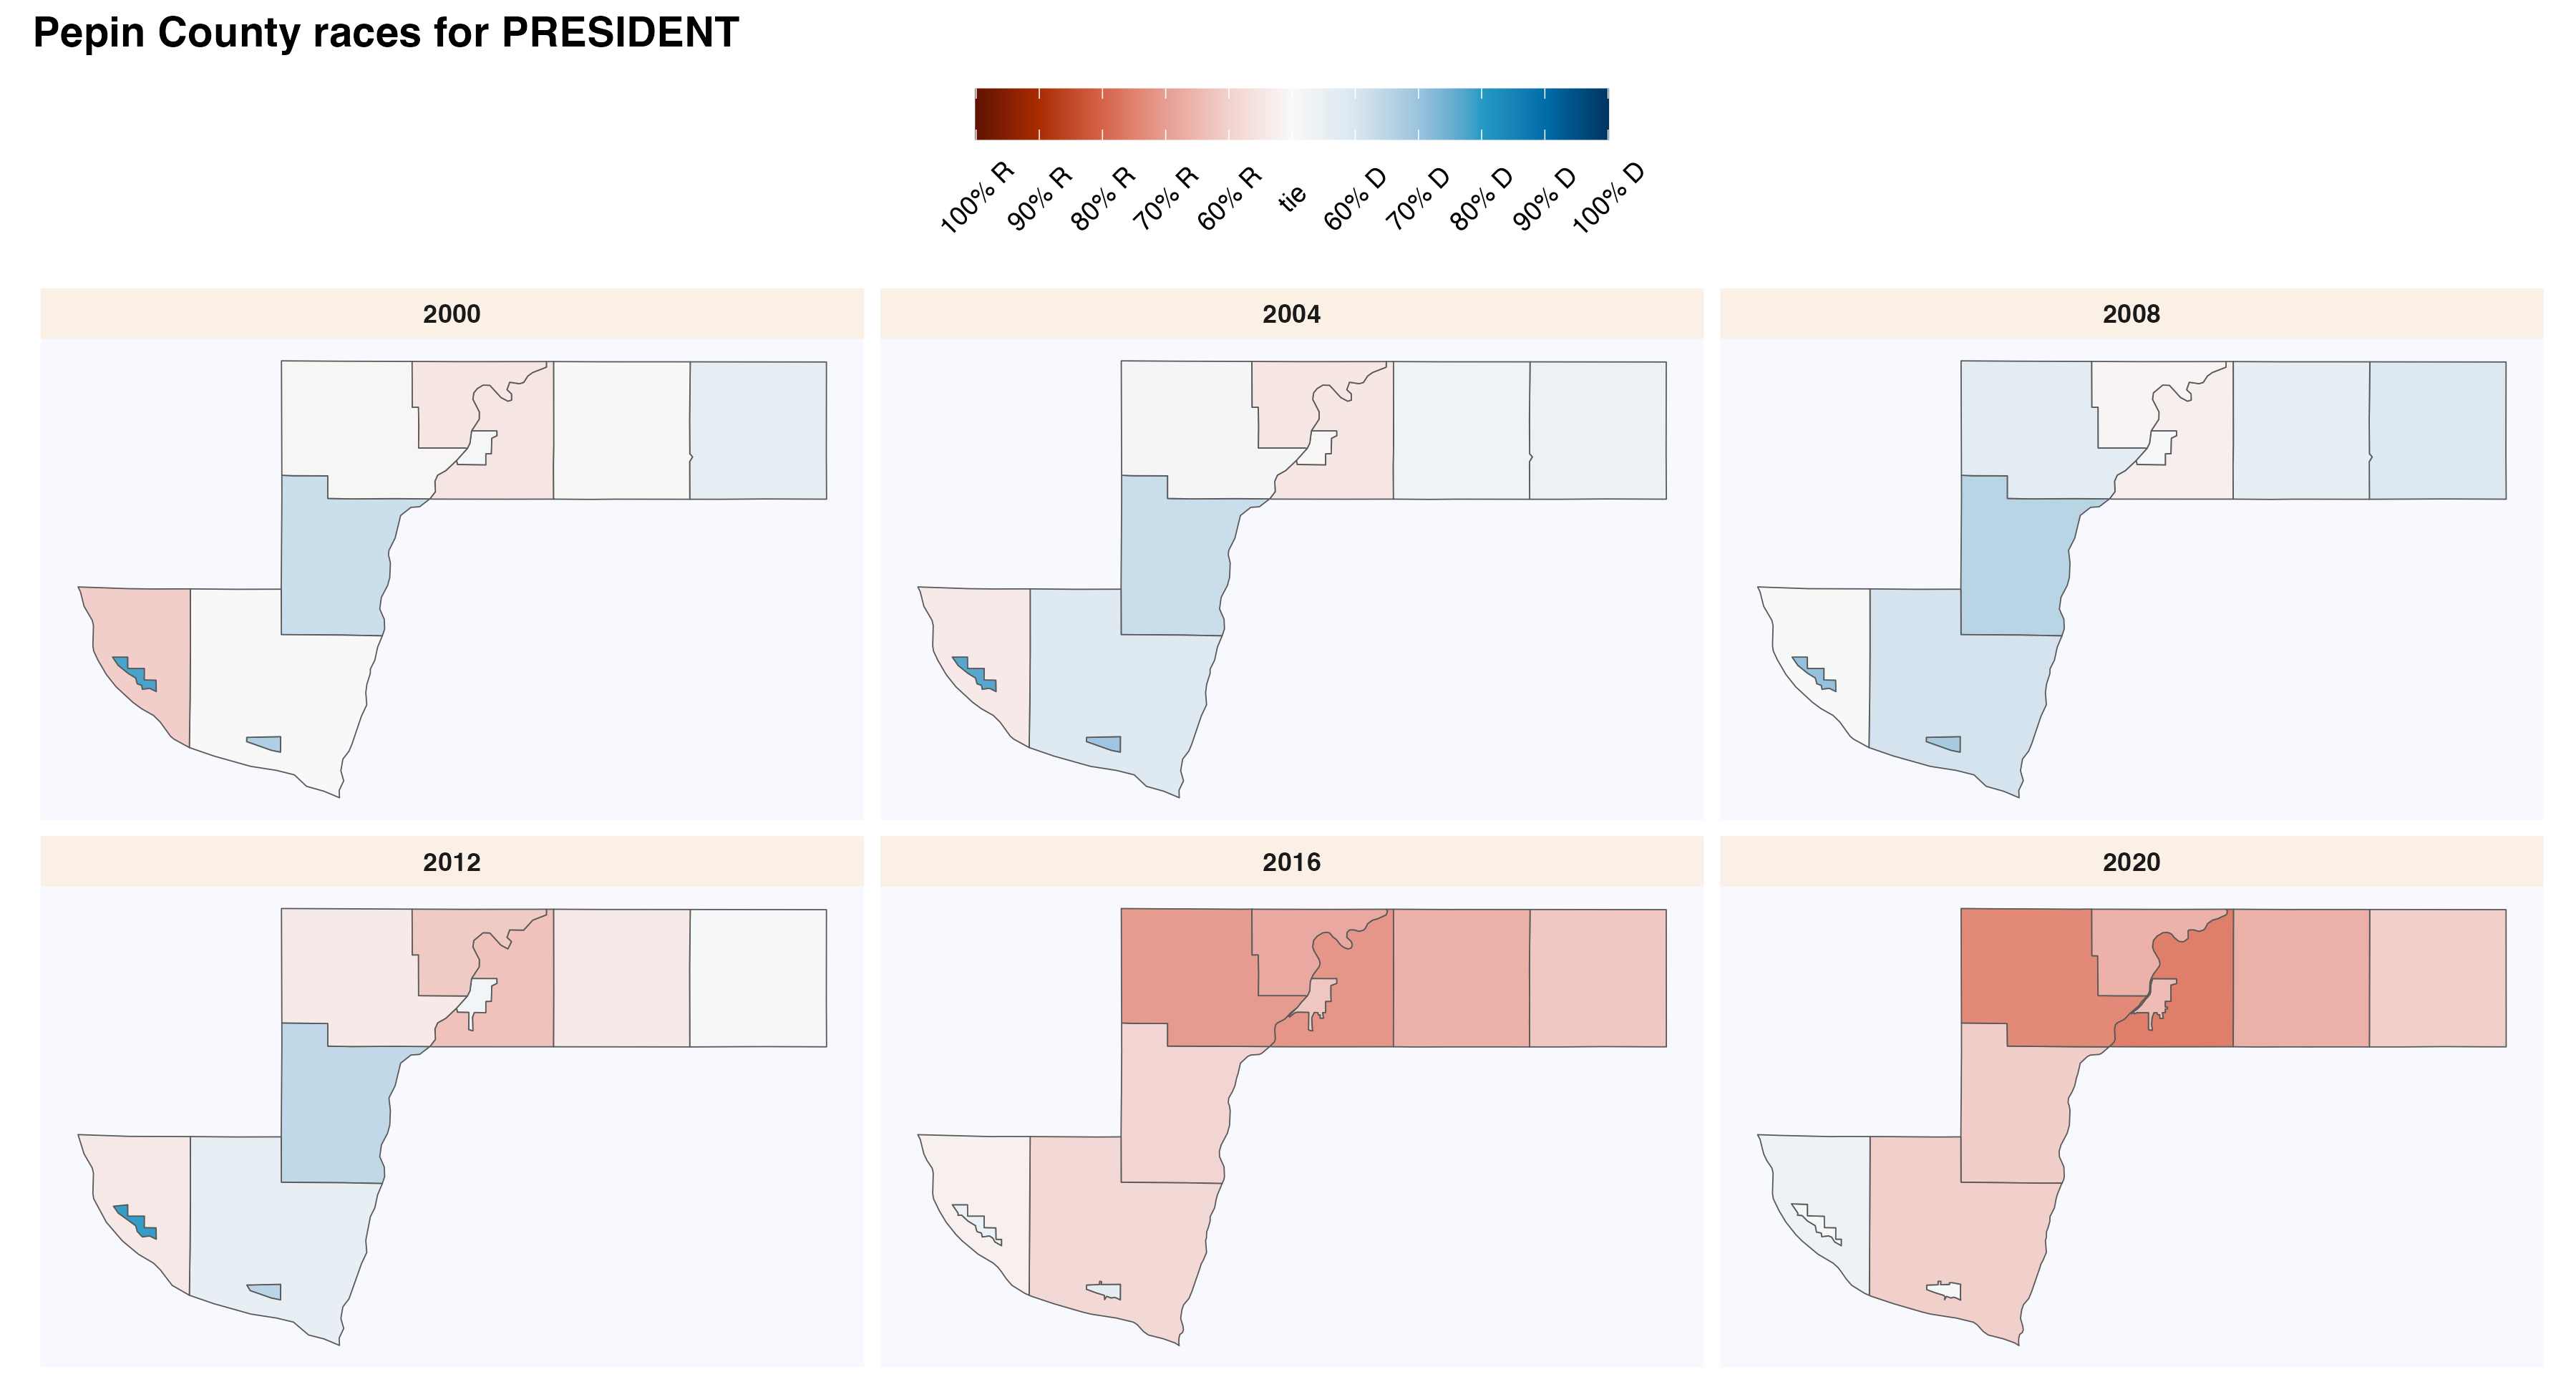 Pepin County races for PRESIDENT
100% R
90% R
80% R
70% R
60% R
tie
60% D
70% D
80% D
90% D
100% D
2000
2004
2008
2012
2016
2020